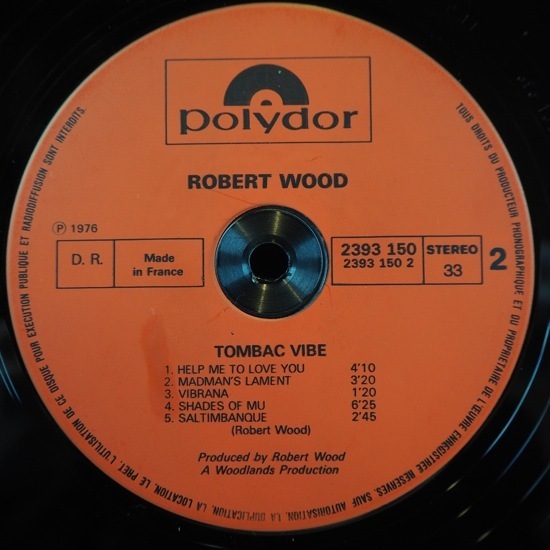 polydor
ROBERT WOOD
℗ 1976
D. R.
Made
in France
2393 150
2393 150 2
STEREO
33
2
TOMBAC VIBE
1. HELP ME TO LOVE YOU 4'10
2. MADMAN'S LAMENT 3'20
3. VIBRANA 1'20
4. SHADES OF MU 6'25
5. SALTIMBANQUE 2'45
(Robert Wood)
Produced by Robert Wood
A Woodlands Production
TOUS DROITS DU PRODUCTEUR PHONOGRAPHIQUE ET DU PROPRIETAIRE DE L'ŒUVRE ENREGISTREE RESERVES. SAUF AUTORISATION, LA DUPLICATION, LA LOCATION, LE PRET, L'UTILISATION DE CE DISQUE POUR EXECUTION PUBLIQUE ET RADIODIFFUSION SONT INTERDITS.